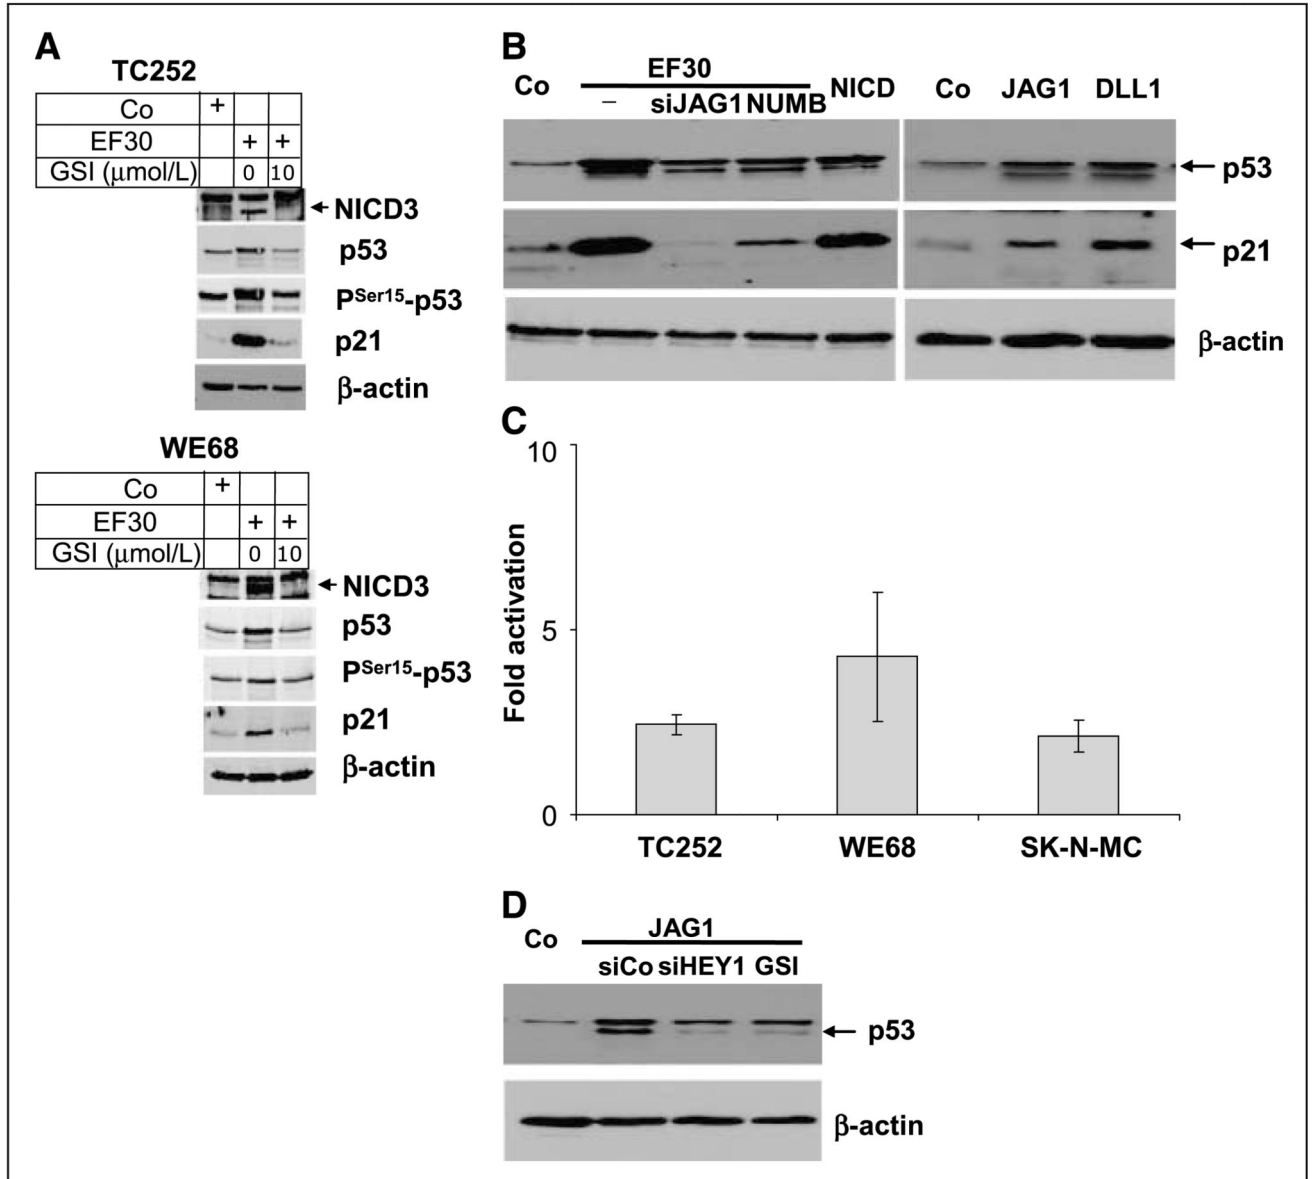 A
TC252
Co +
EF30 + +
GSI (μmol/L) 0 10
NICD3
p53
PSer15-p53
p21
β-actin
WE68
Co +
EF30 + +
GSI (μmol/L) 0 10
NICD3
p53
PSer15-p53
p21
β-actin
B
EF30
Co – siJAG1 NUMB NICD Co JAG1 DLL1
p53
p21
β-actin
C
Fold activation
10
5
0
TC252 WE68 SK-N-MC
D
JAG1
Co siCo siHEY1 GSI
p53
β-actin